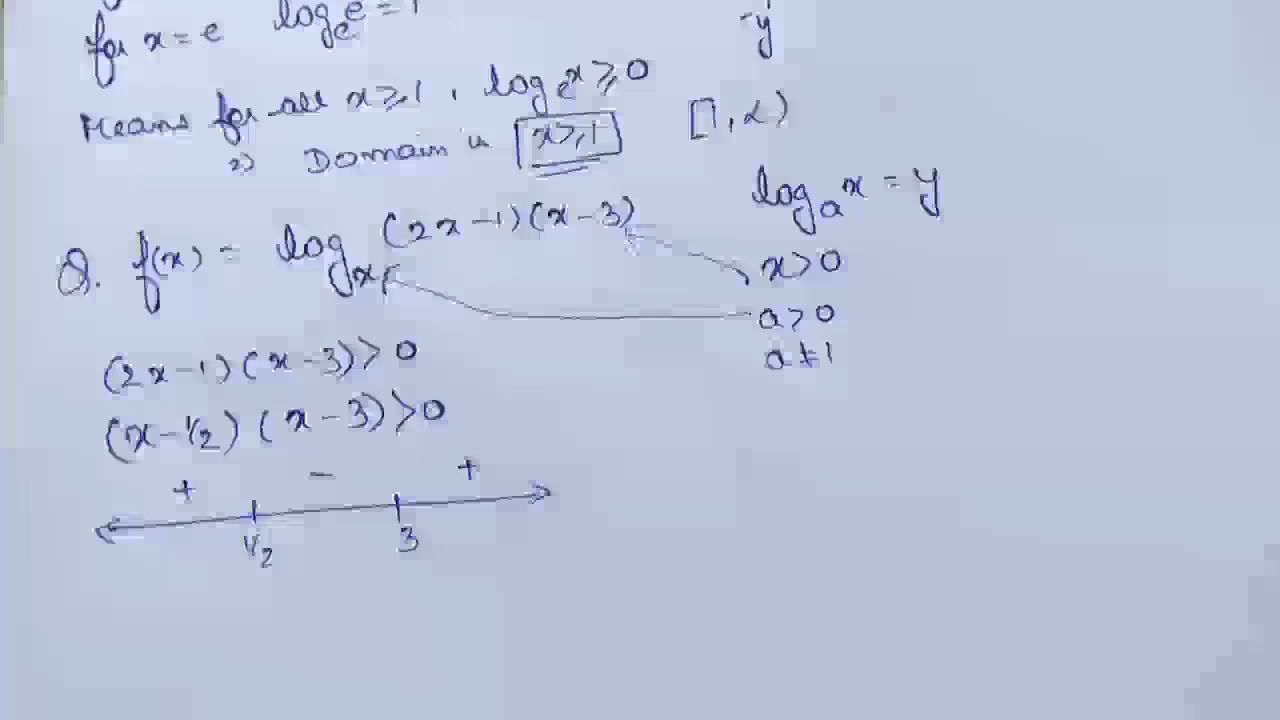 for x = e log_e e = 1
-y
Means for all x ≥ 1 , log_e x ≥ 0
[1, ∝)
⇒ Domain is x ≥ 1
log_a x = y
Q. f(x) = log_x (2x-1)(x-3)
x > 0
a > 0
a ≠ 1
(2x-1)(x-3) > 0
(x-1/2)(x-3) > 0
+ - +
1/2 3